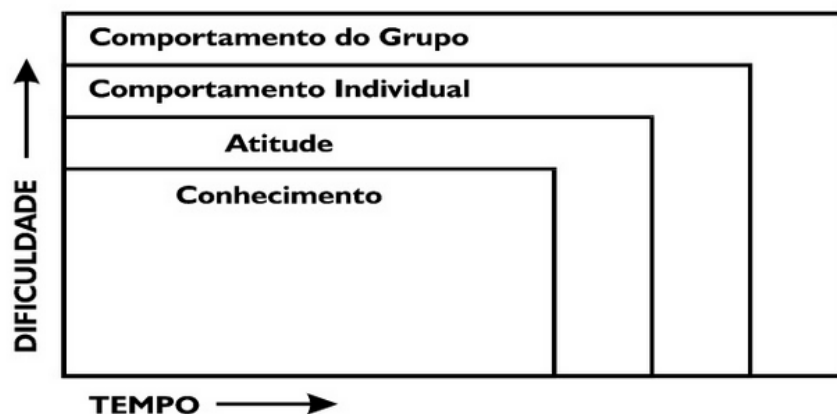 Comportamento do Grupo
Comportamento Individual
Atitude
Conhecimento
DIFICULDADE
TEMPO